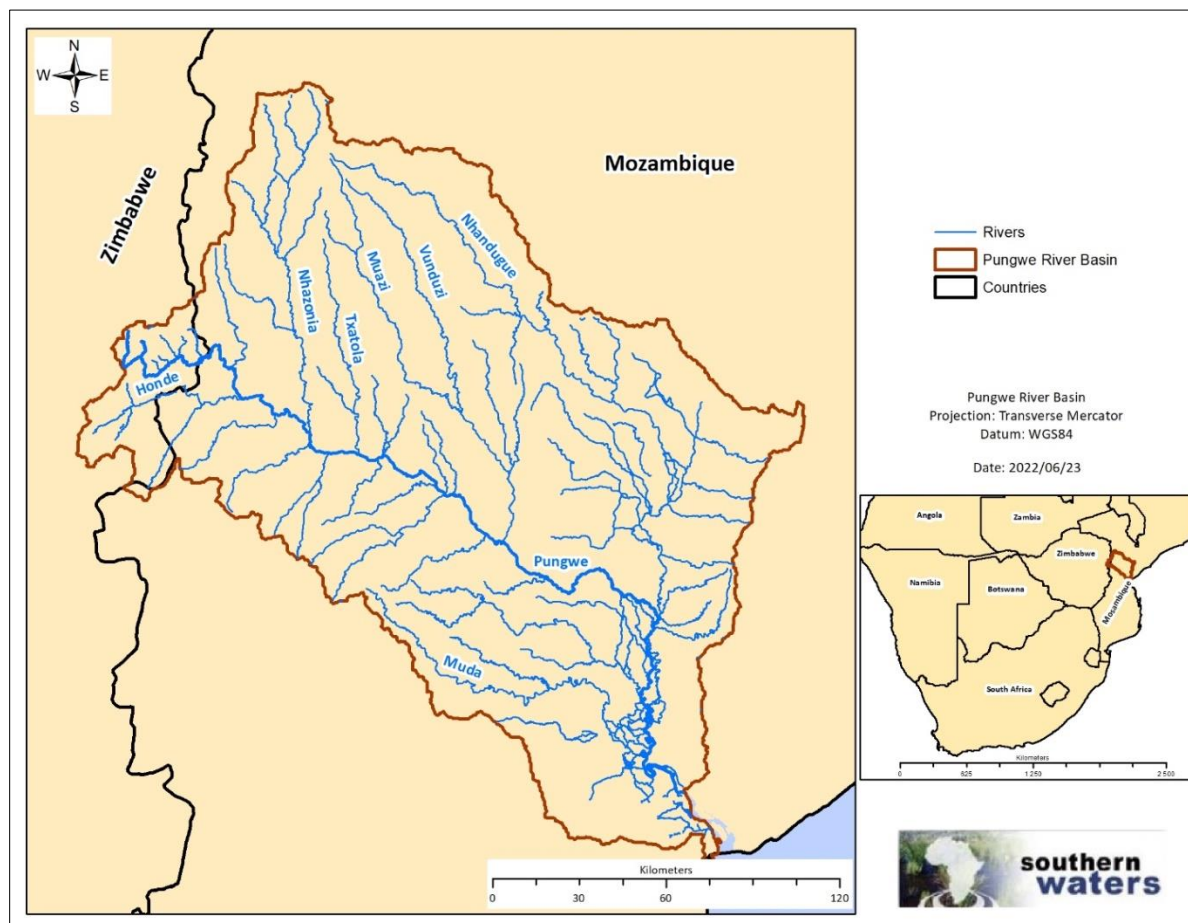 N
W E
S
Zimbabwe
Mozambique
Nhandugue
Vunduzi
Muazi
Nhazonia
Txatola
Honde
Pungwe
Muda
Kilometers
0 30 60 120
Rivers
Pungwe River Basin
Countries
Pungwe River Basin
Projection: Transverse Mercator
Datum: WGS84
Date: 2022/06/23
Angola
Zambia
Zimbabwe
Namibia
Botswana
Mosambique
South Africa
Kilometers
0 625 1 250 2 500
southern
waters